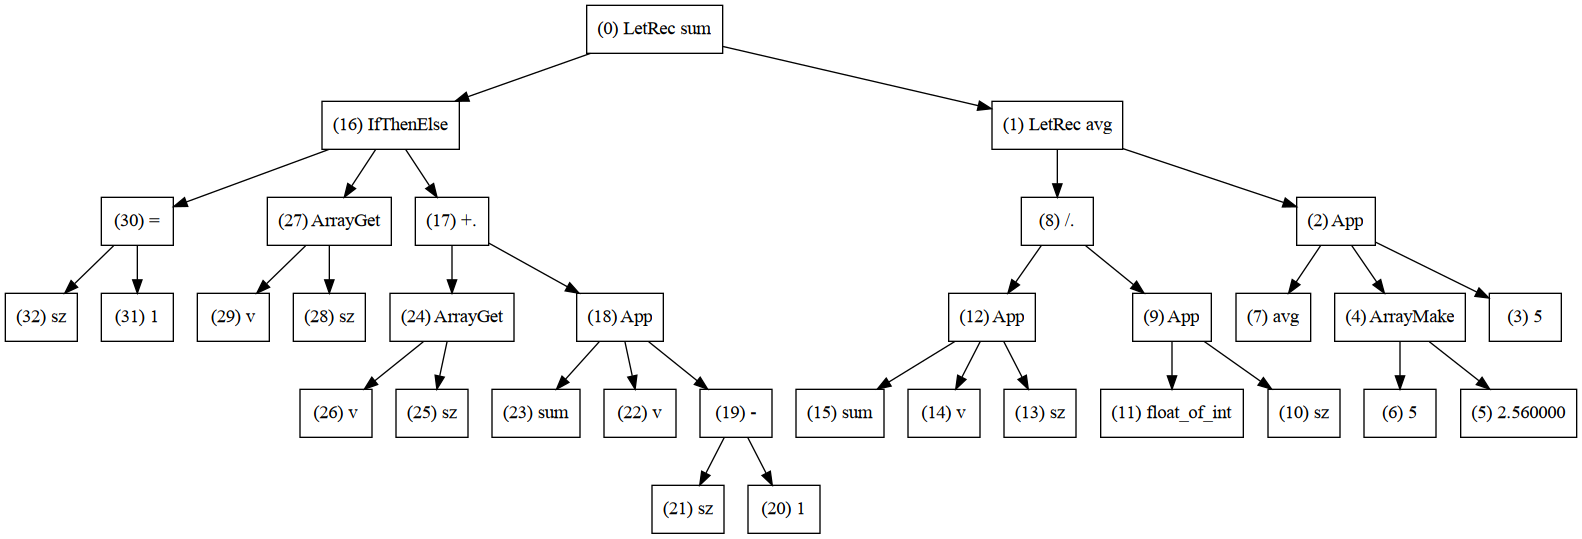 (0) LetRec sum
(16) IfThenElse
(1) LetRec avg
(30) =
(27) ArrayGet
(17) +.
(8) /.
(2) App
(32) sz
(31) 1
(29) v
(28) sz
(24) ArrayGet
(18) App
(12) App
(9) App
(7) avg
(4) ArrayMake
(3) 5
(26) v
(25) sz
(23) sum
(22) v
(19) -
(15) sum
(14) v
(13) sz
(11) float_of_int
(10) sz
(6) 5
(5) 2.560000
(21) sz
(20) 1